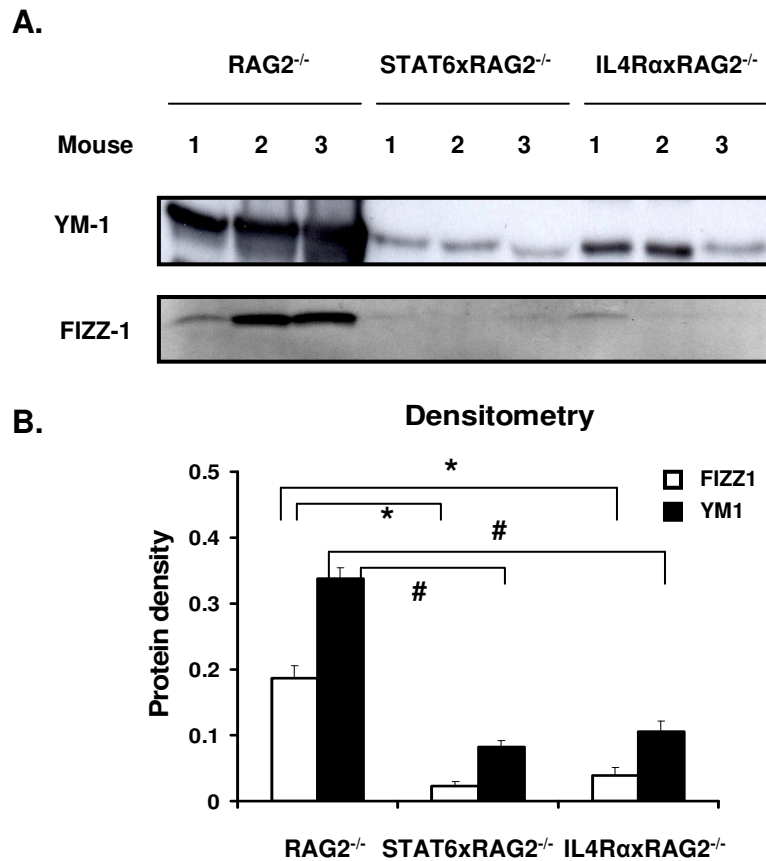 A.
RAG2-/- STAT6xRAG2-/- IL4RαxRAG2-/-
Mouse 1 2 3 1 2 3 1 2 3
YM-1
FIZZ-1
B.
Densitometry
FIZZ1
YM1
Protein density
0.5
0.4
0.3
0.2
0.1
0
*
*
#
#
RAG2-/- STAT6xRAG2-/- IL4RαxRAG2-/-